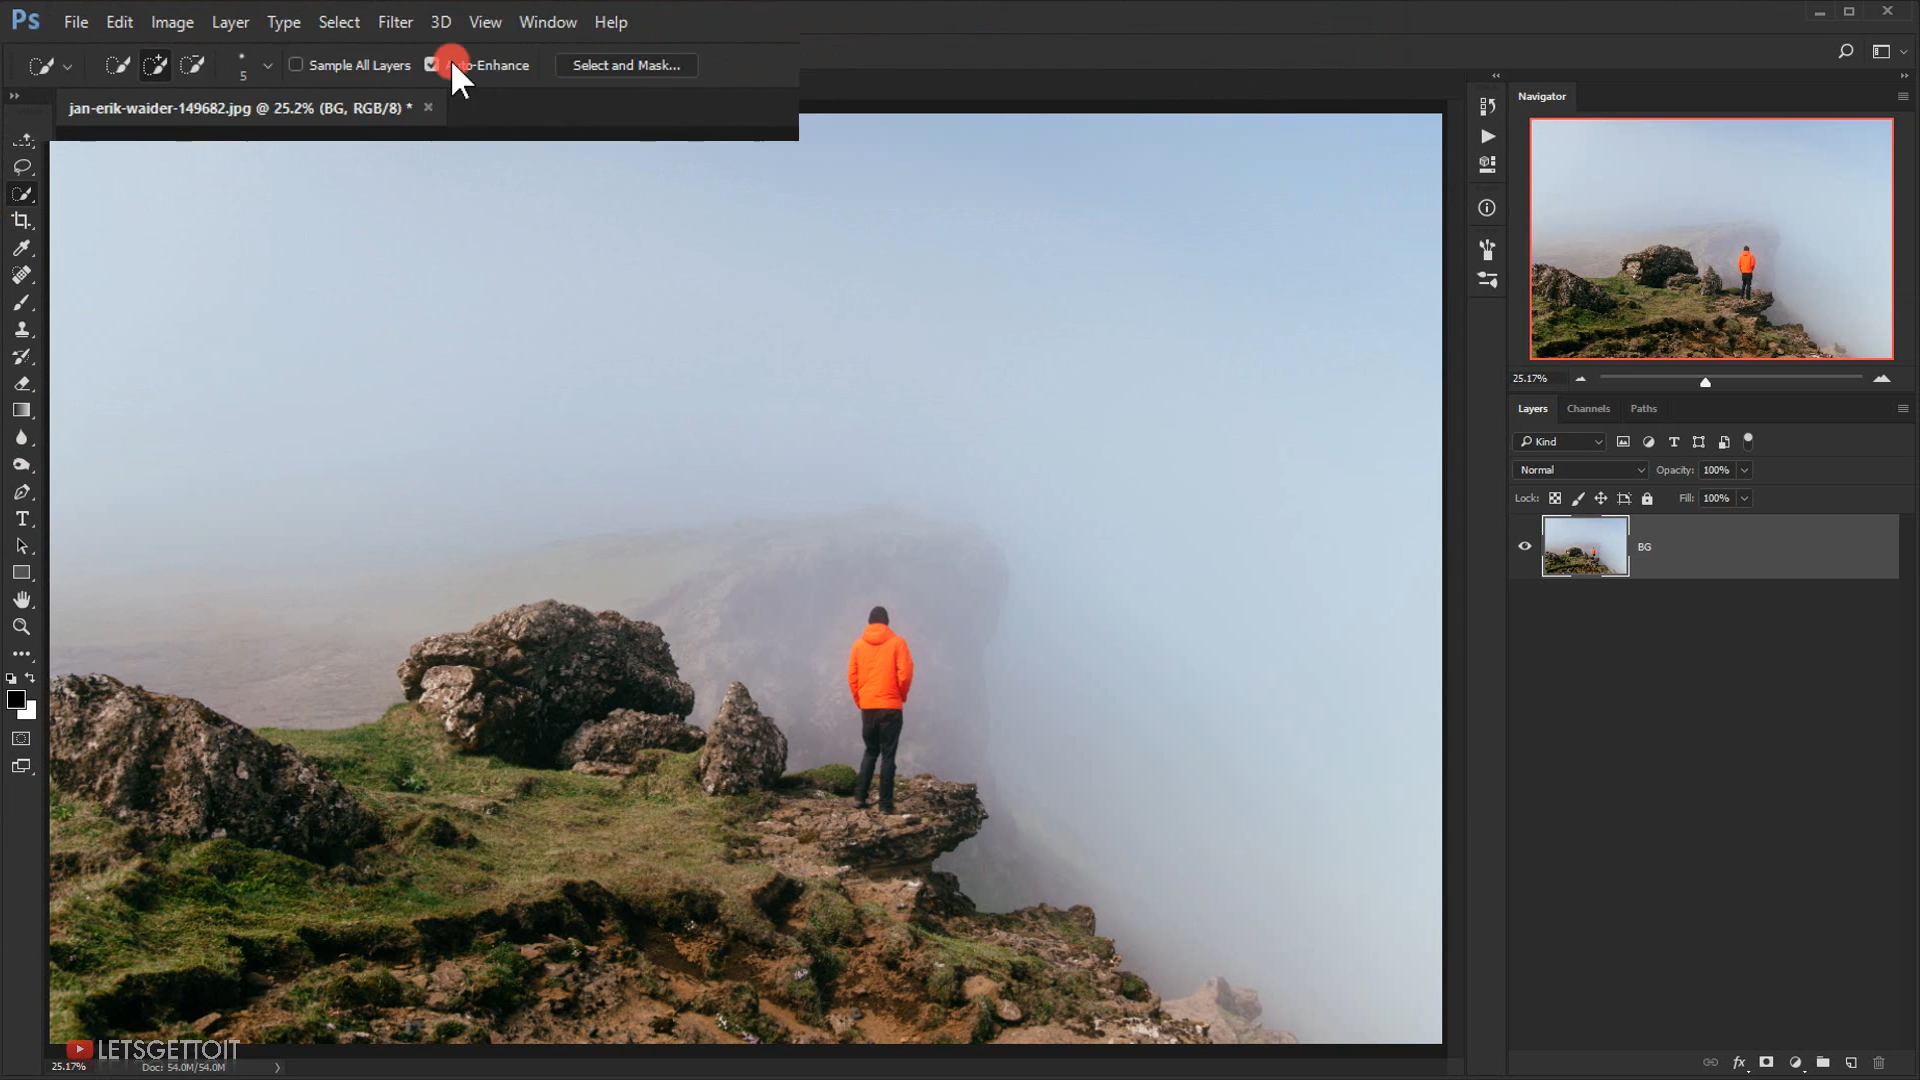 Ps File Edit Image Layer Type Select Filter 3D View Window Help
5 Sample All Layers Auto-Enhance Select and Mask...
jan-erik-waider-149682.jpg @ 25.2% (BG, RGB/8) * ×
Navigator
25.17%
Layers Channels Paths
Kind
Normal Opacity: 100%
Lock: Fill: 100%
BG
LETSGETTOIT
25.17% Doc: 54.0M/54.0M